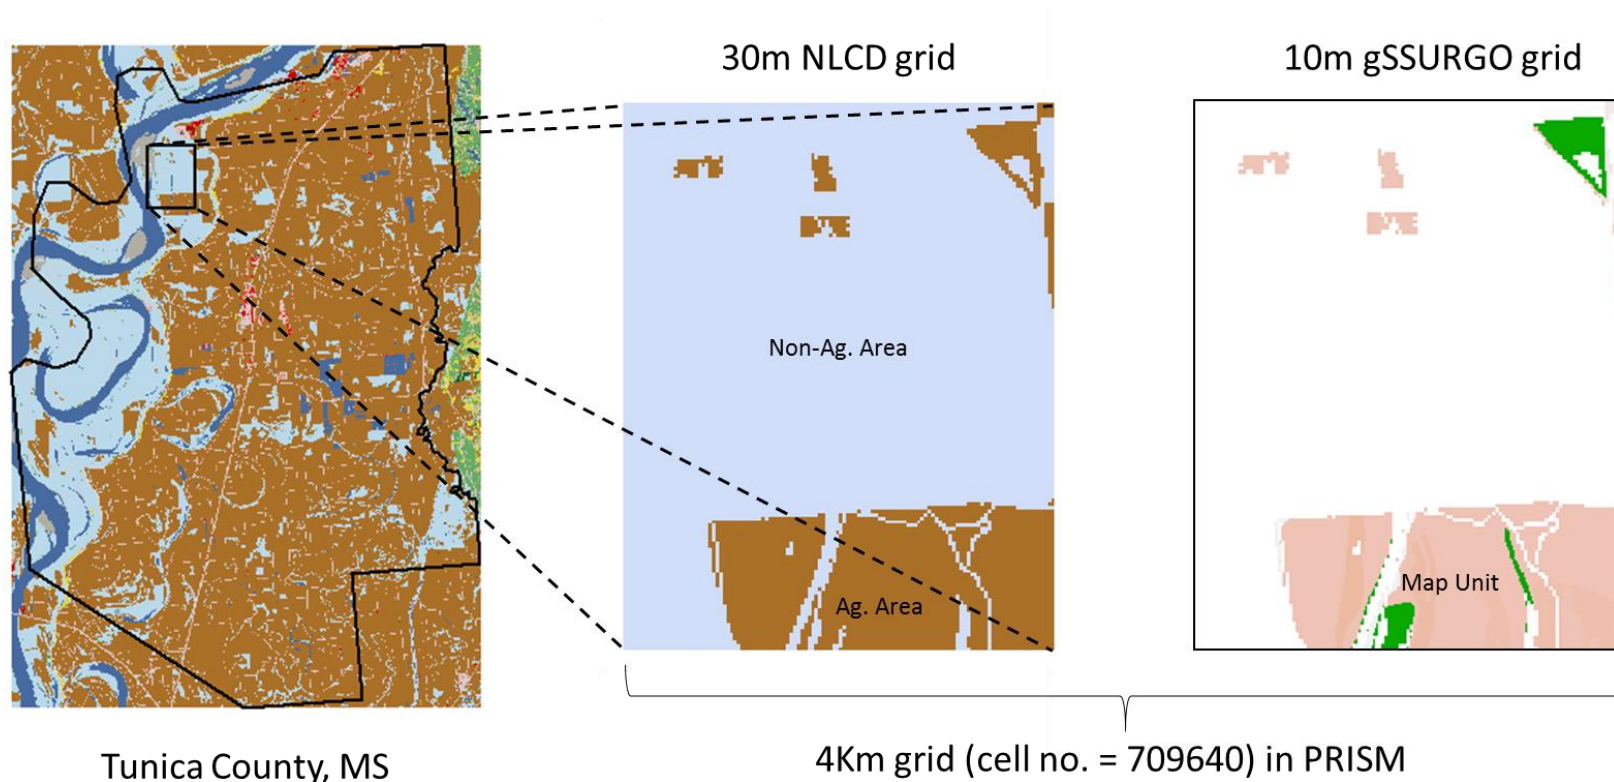 30m NLCD grid
10m gSSURGO grid
Non-Ag. Area
Ag. Area
Map Unit
Tunica County, MS
4Km grid (cell no. = 709640) in PRISM